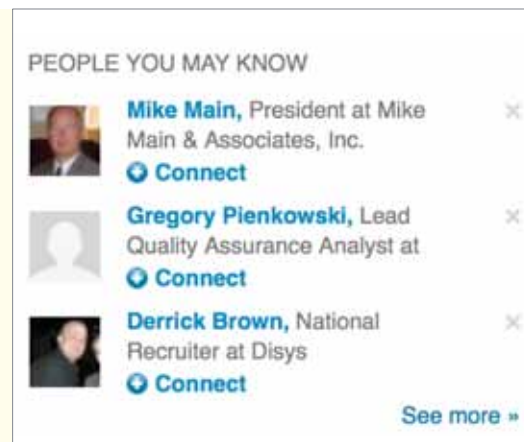 PEOPLE YOU MAY KNOW
Mike Main, President at Mike
Main & Associates, Inc.
Connect
Gregory Pienkowski, Lead
Quality Assurance Analyst at
Connect
Derrick Brown, National
Recruiter at Disys
Connect
See more »